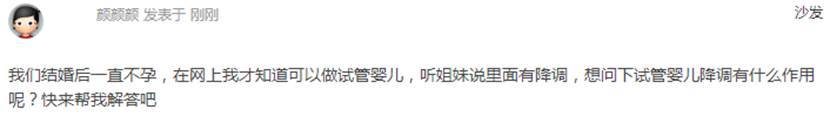 颜颜颜 发表于 刚刚 沙发
我们结婚后一直不孕，在网上我才知道可以做试管婴儿，听姐妹说里面有降调，想问下试管婴儿降调有什么作用
呢？快来帮我解答吧